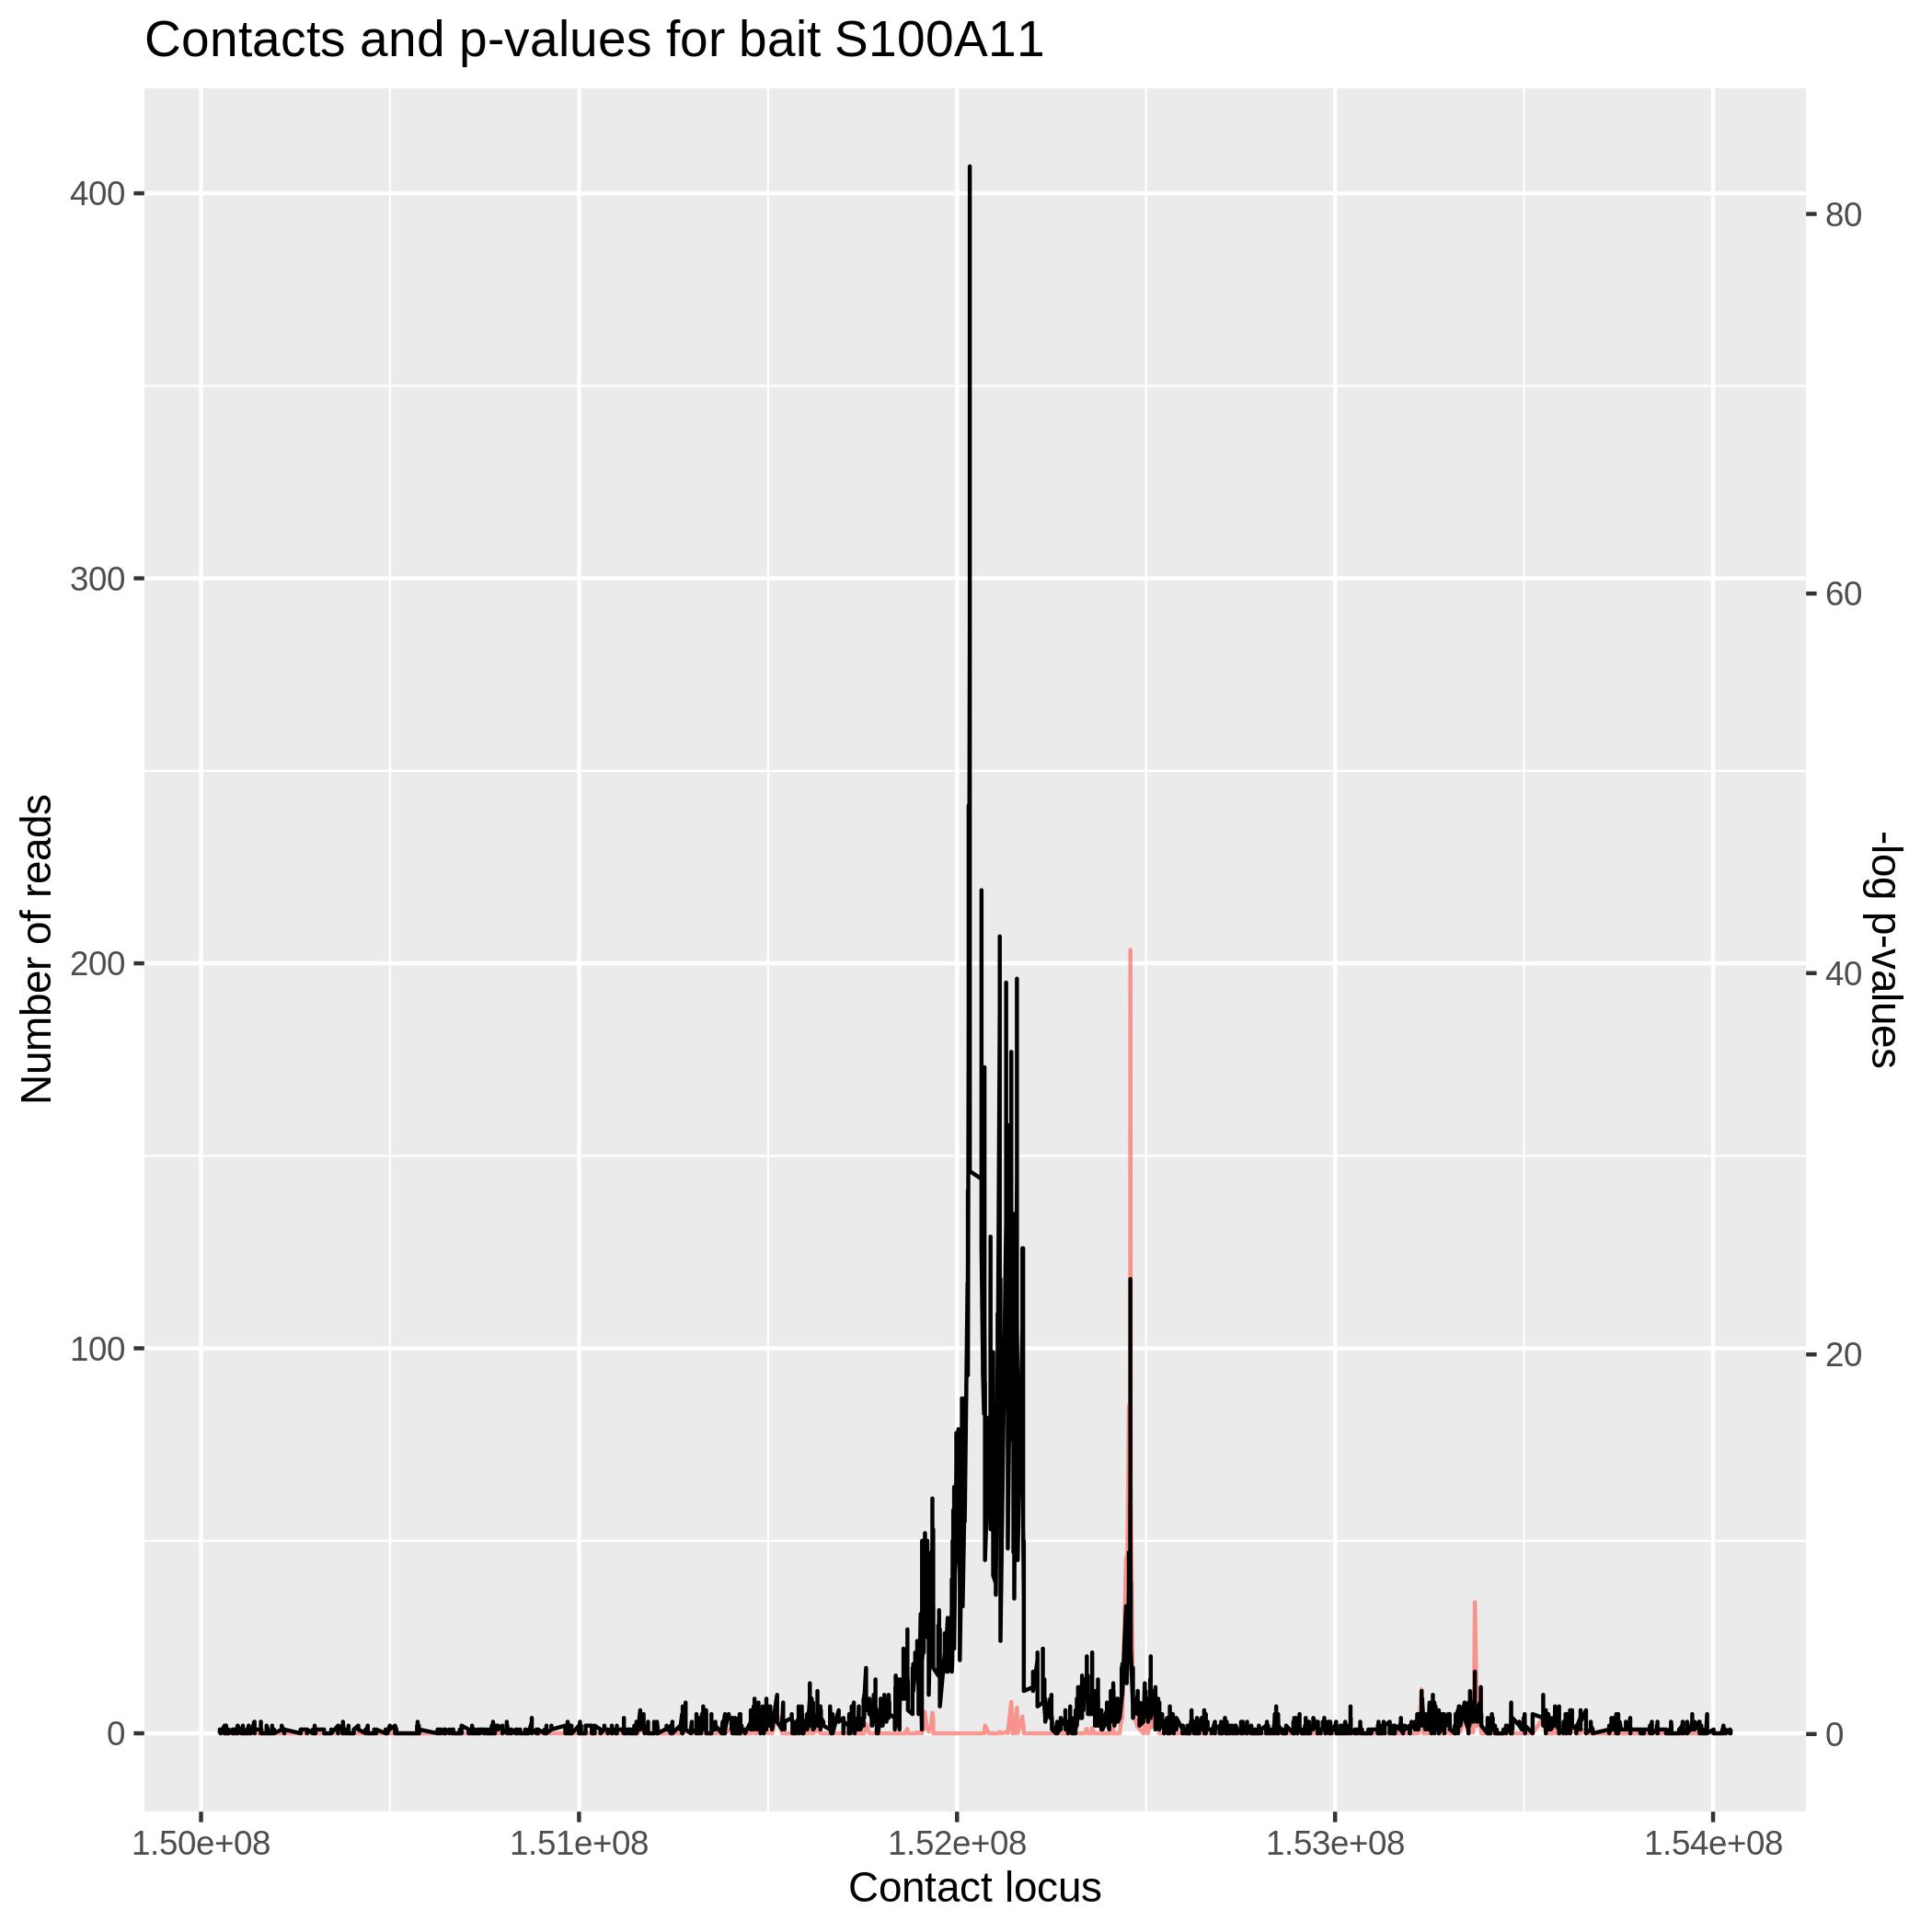 Contacts and p-values for bait S100A11
400
300
200
100
0
Number of reads
80
60
40
20
0
-log p-values
1.50e+08 1.51e+08 1.52e+08 1.53e+08 1.54e+08
Contact locus